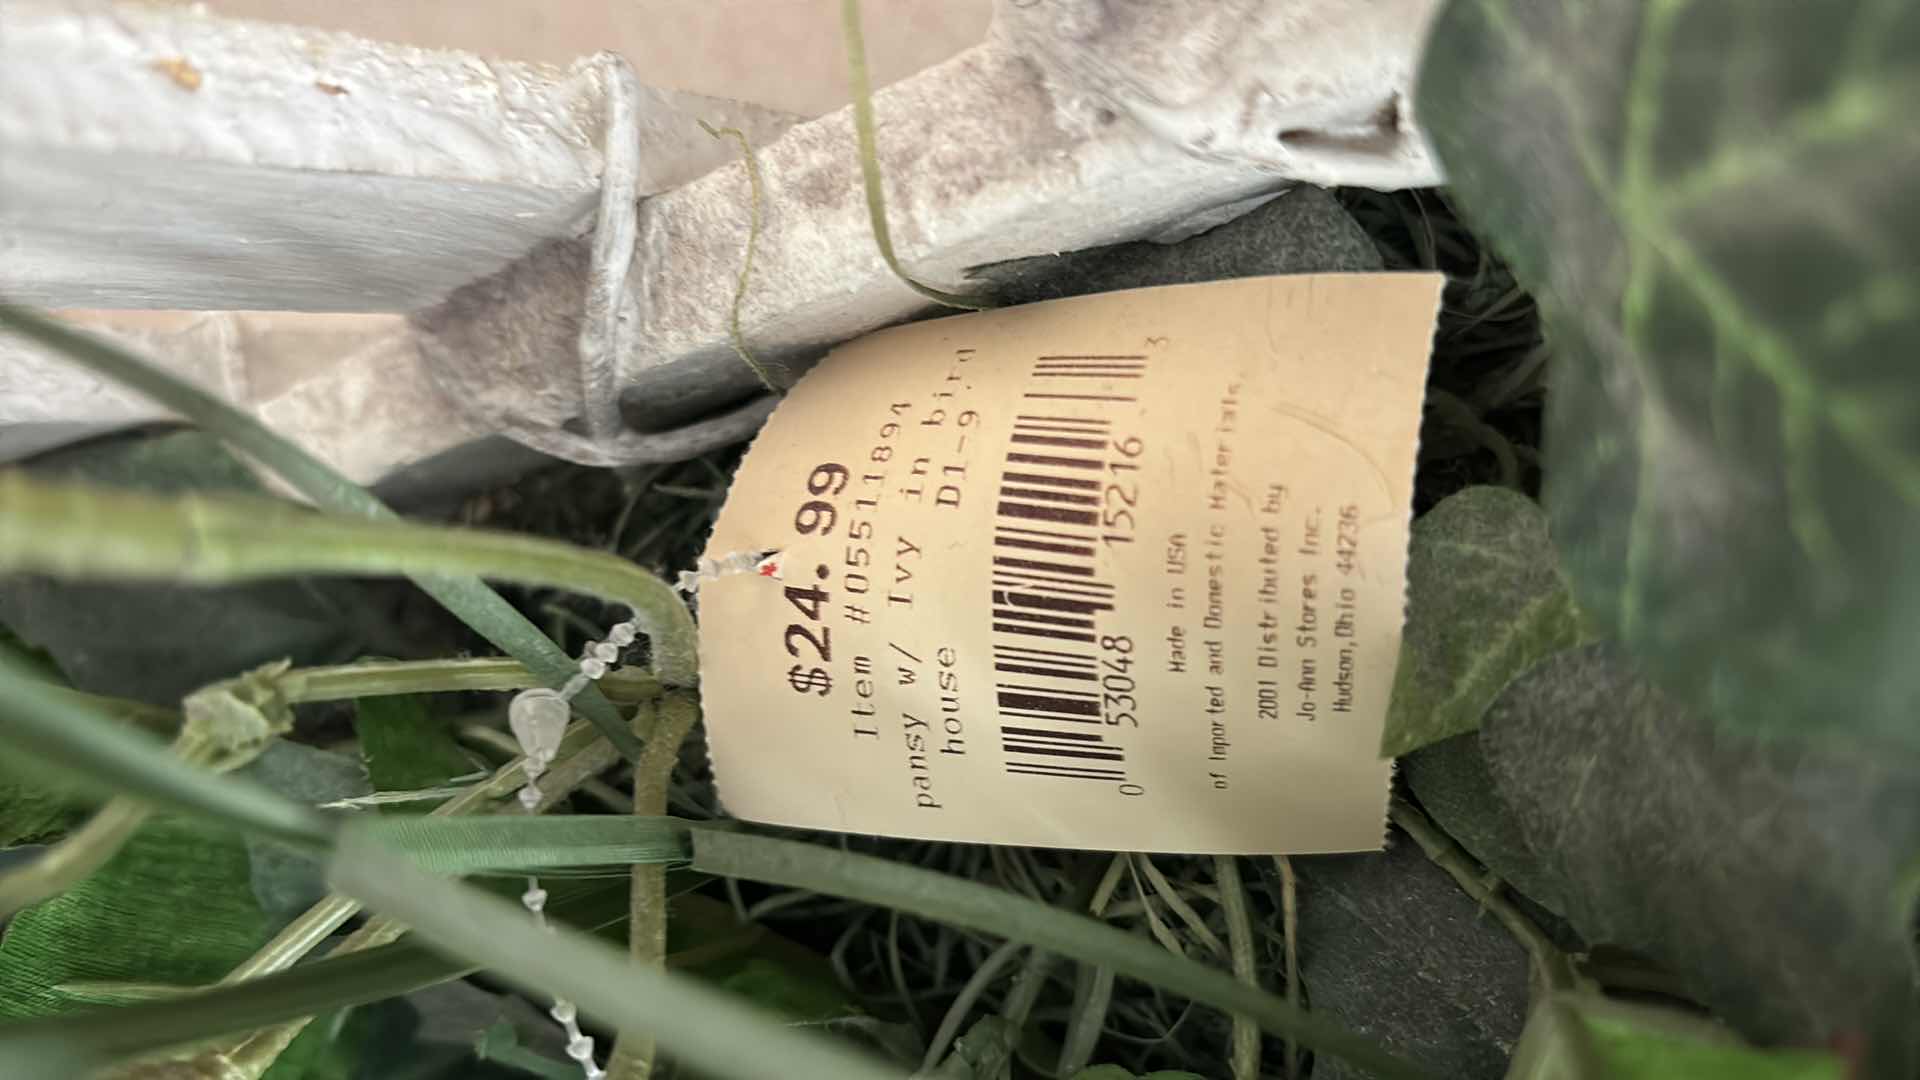 $24.99
Item #055111894
pansy w/ Ivy in bird
house D1-9
0 53048 15216 3
Made in USA
of Imported and Domestic Materials.
2001 Distributed by
Jo-Ann Stores Inc.
Hudson, Ohio 44236